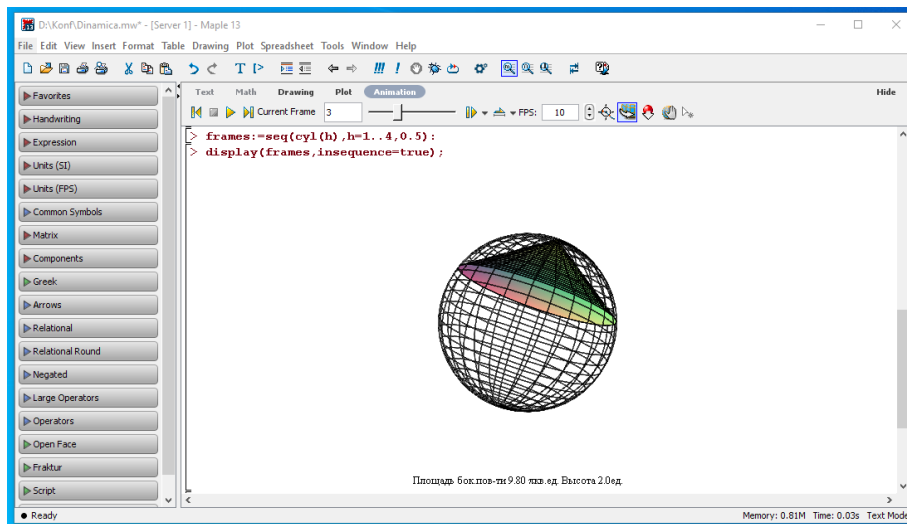 D:\Konf\Dinamica.mw* - [Server 1] - Maple 13
File Edit View Insert Format Table Drawing Plot Spreadsheet Tools Window Help
Text Math Drawing Plot Animation Hide
Current Frame 3 FPS: 10
Favorites
Handwriting
Expression
Units (SI)
Units (FPS)
Common Symbols
Matrix
Components
Greek
Arrows
Relational
Relational Round
Negated
Large Operators
Operators
Open Face
Fraktur
Script
> frames:=seq(cyl(h),h=1..4,0.5):
> display(frames,insequence=true);
Площадь бок.пов-ти 9.80 πкв.ед. Высота 2.0ед.
Ready
Memory: 0.81M Time: 0.03s Text Mode